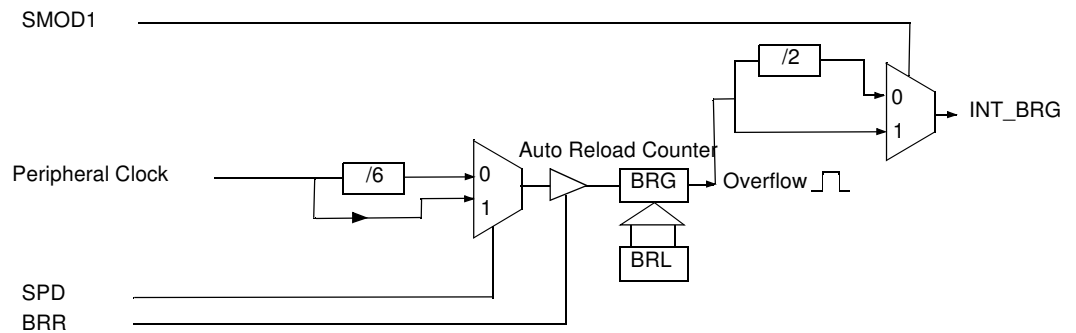 SMOD1
/2
0
INT_BRG
1
Auto Reload Counter
Peripheral Clock
/6
0
BRG
Overflow
1
BRL
SPD
BRR